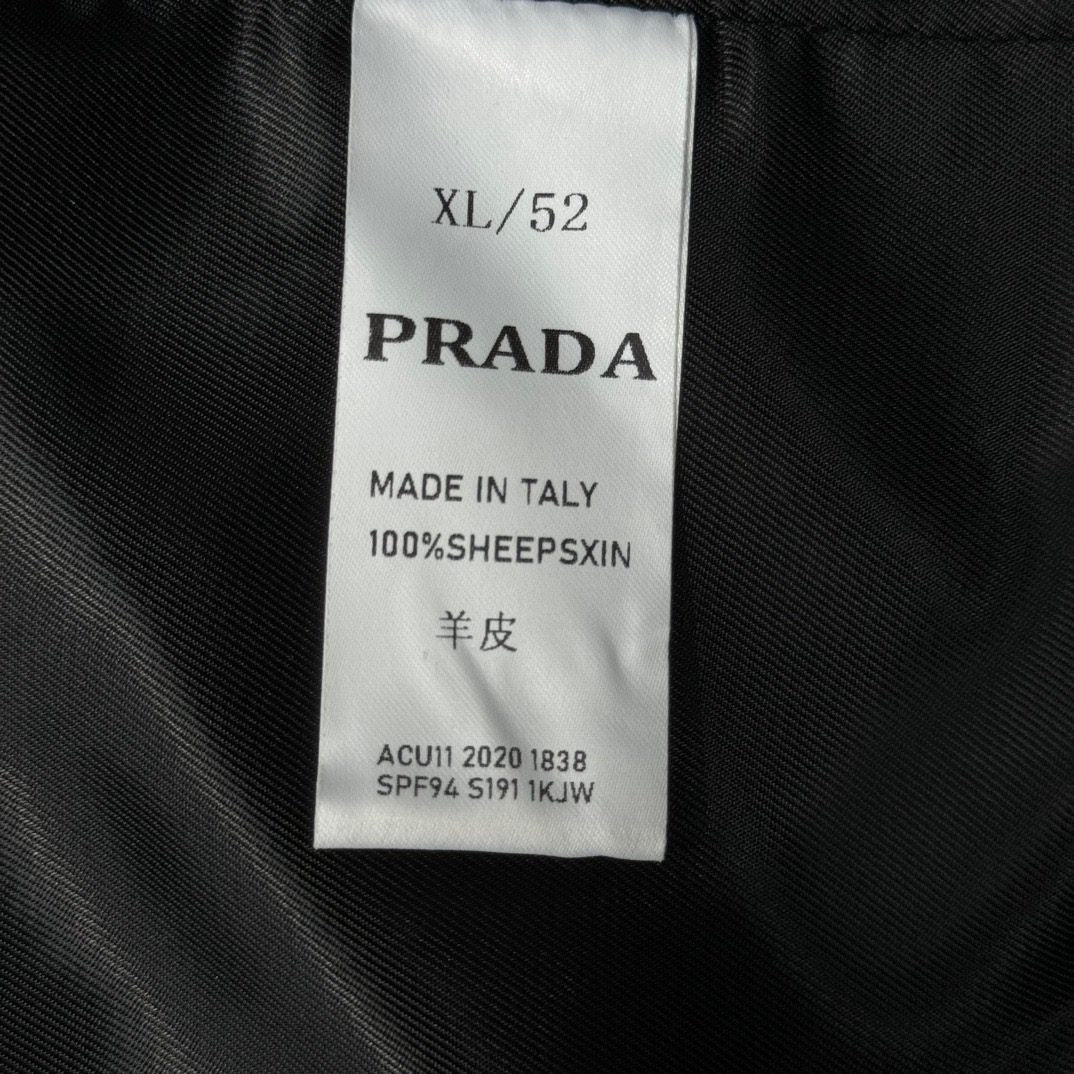 XL/52
PRADA
MADE IN TALY
100%SHEEPSXIN
羊皮
ACU11 2020 1838
SPF94 S191 1KJW